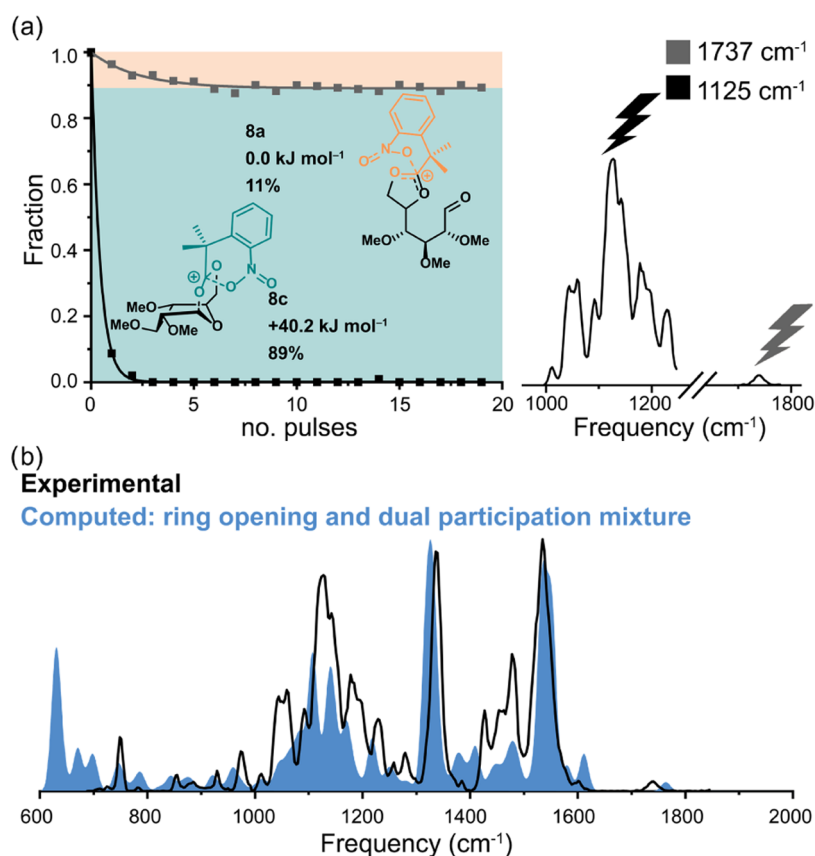 (a)
1737 cm⁻¹
1125 cm⁻¹
1.0
0.8
0.6
0.4
0.2
0.0
Fraction
8a
0.0 kJ mol⁻¹
11%
N
O
O
O
O
O
MeO
OMe
OMe
8c
+40.2 kJ mol⁻¹
89%
O
N
O
O
O
O
MeO
MeO
OMe
0
5
10
15
20
no. pulses
1000
1200
1800
Frequency (cm⁻¹)
(b)
Experimental
Computed: ring opening and dual participation mixture
600
800
1000
1200
1400
1600
1800
2000
Frequency (cm⁻¹)